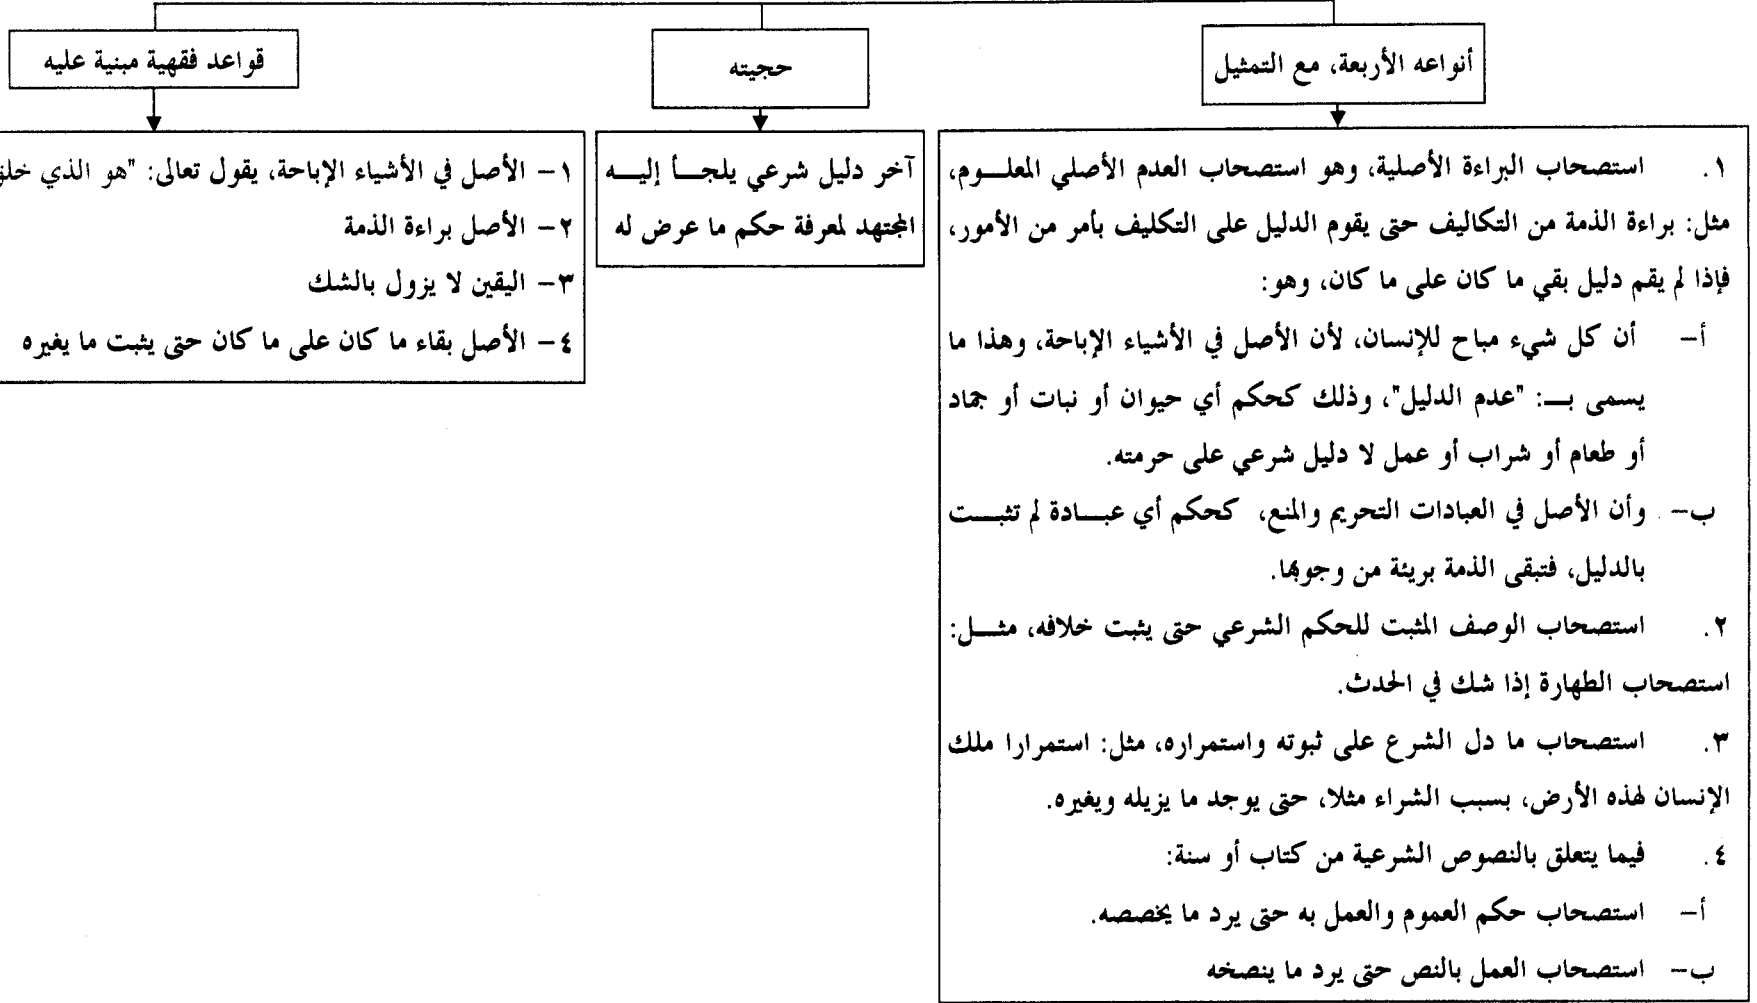 أنواعه الأربعة، مع التمثيل
١. استصحاب البراءة الأصلية، وهو استصحاب العدم الأصلي المعلوم،
مثل: براءة الذمة من التكاليف حتى يقوم الدليل على التكليف بأمر من الأمور،
فإذا لم يقم دليل بقي ما كان على ما كان، وهو:
أ– أن كل شيء مباح للإنسان، لأن الأصل في الأشياء الإباحة، وهذا ما
يسمى بـ: "عدم الدليل"، وذلك كحكم أي حيوان أو نبات أو جماد
أو طعام أو شراب أو عمل لا دليل شرعي على حرمته.
ب– وأن الأصل في العبادات التحريم والمنع، كحكم أي عبادة لم تثبت
بالدليل، فتبقى الذمة بريئة من وجوبها.
٢. استصحاب الوصف المثبت للحكم الشرعي حتى يثبت خلافه، مثل:
استصحاب الطهارة إذا شك في الحدث.
٣. استصحاب ما دل الشرع على ثبوته واستمراره، مثل: استمرارا ملك
الإنسان لهذه الأرض، بسبب الشراء مثلا، حتى يوجد ما يزيله ويغيره.
٤. فيما يتعلق بالنصوص الشرعية من كتاب أو سنة:
أ– استصحاب حكم العموم والعمل به حتى يرد ما يخصصه.
ب– استصحاب العمل بالنص حتى يرد ما ينصخه
حجيته
آخر دليل شرعي يلجأ إليه
المجتهد لمعرفة حكم ما عرض له
قواعد فقهية مبنية عليه
١– الأصل في الأشياء الإباحة، يقول تعالى: "هو الذي
٢– الأصل براءة الذمة
٣– اليقين لا يزول بالشك
٤– الأصل بقاء ما كان على ما كان حتى يثبت ما يغيره